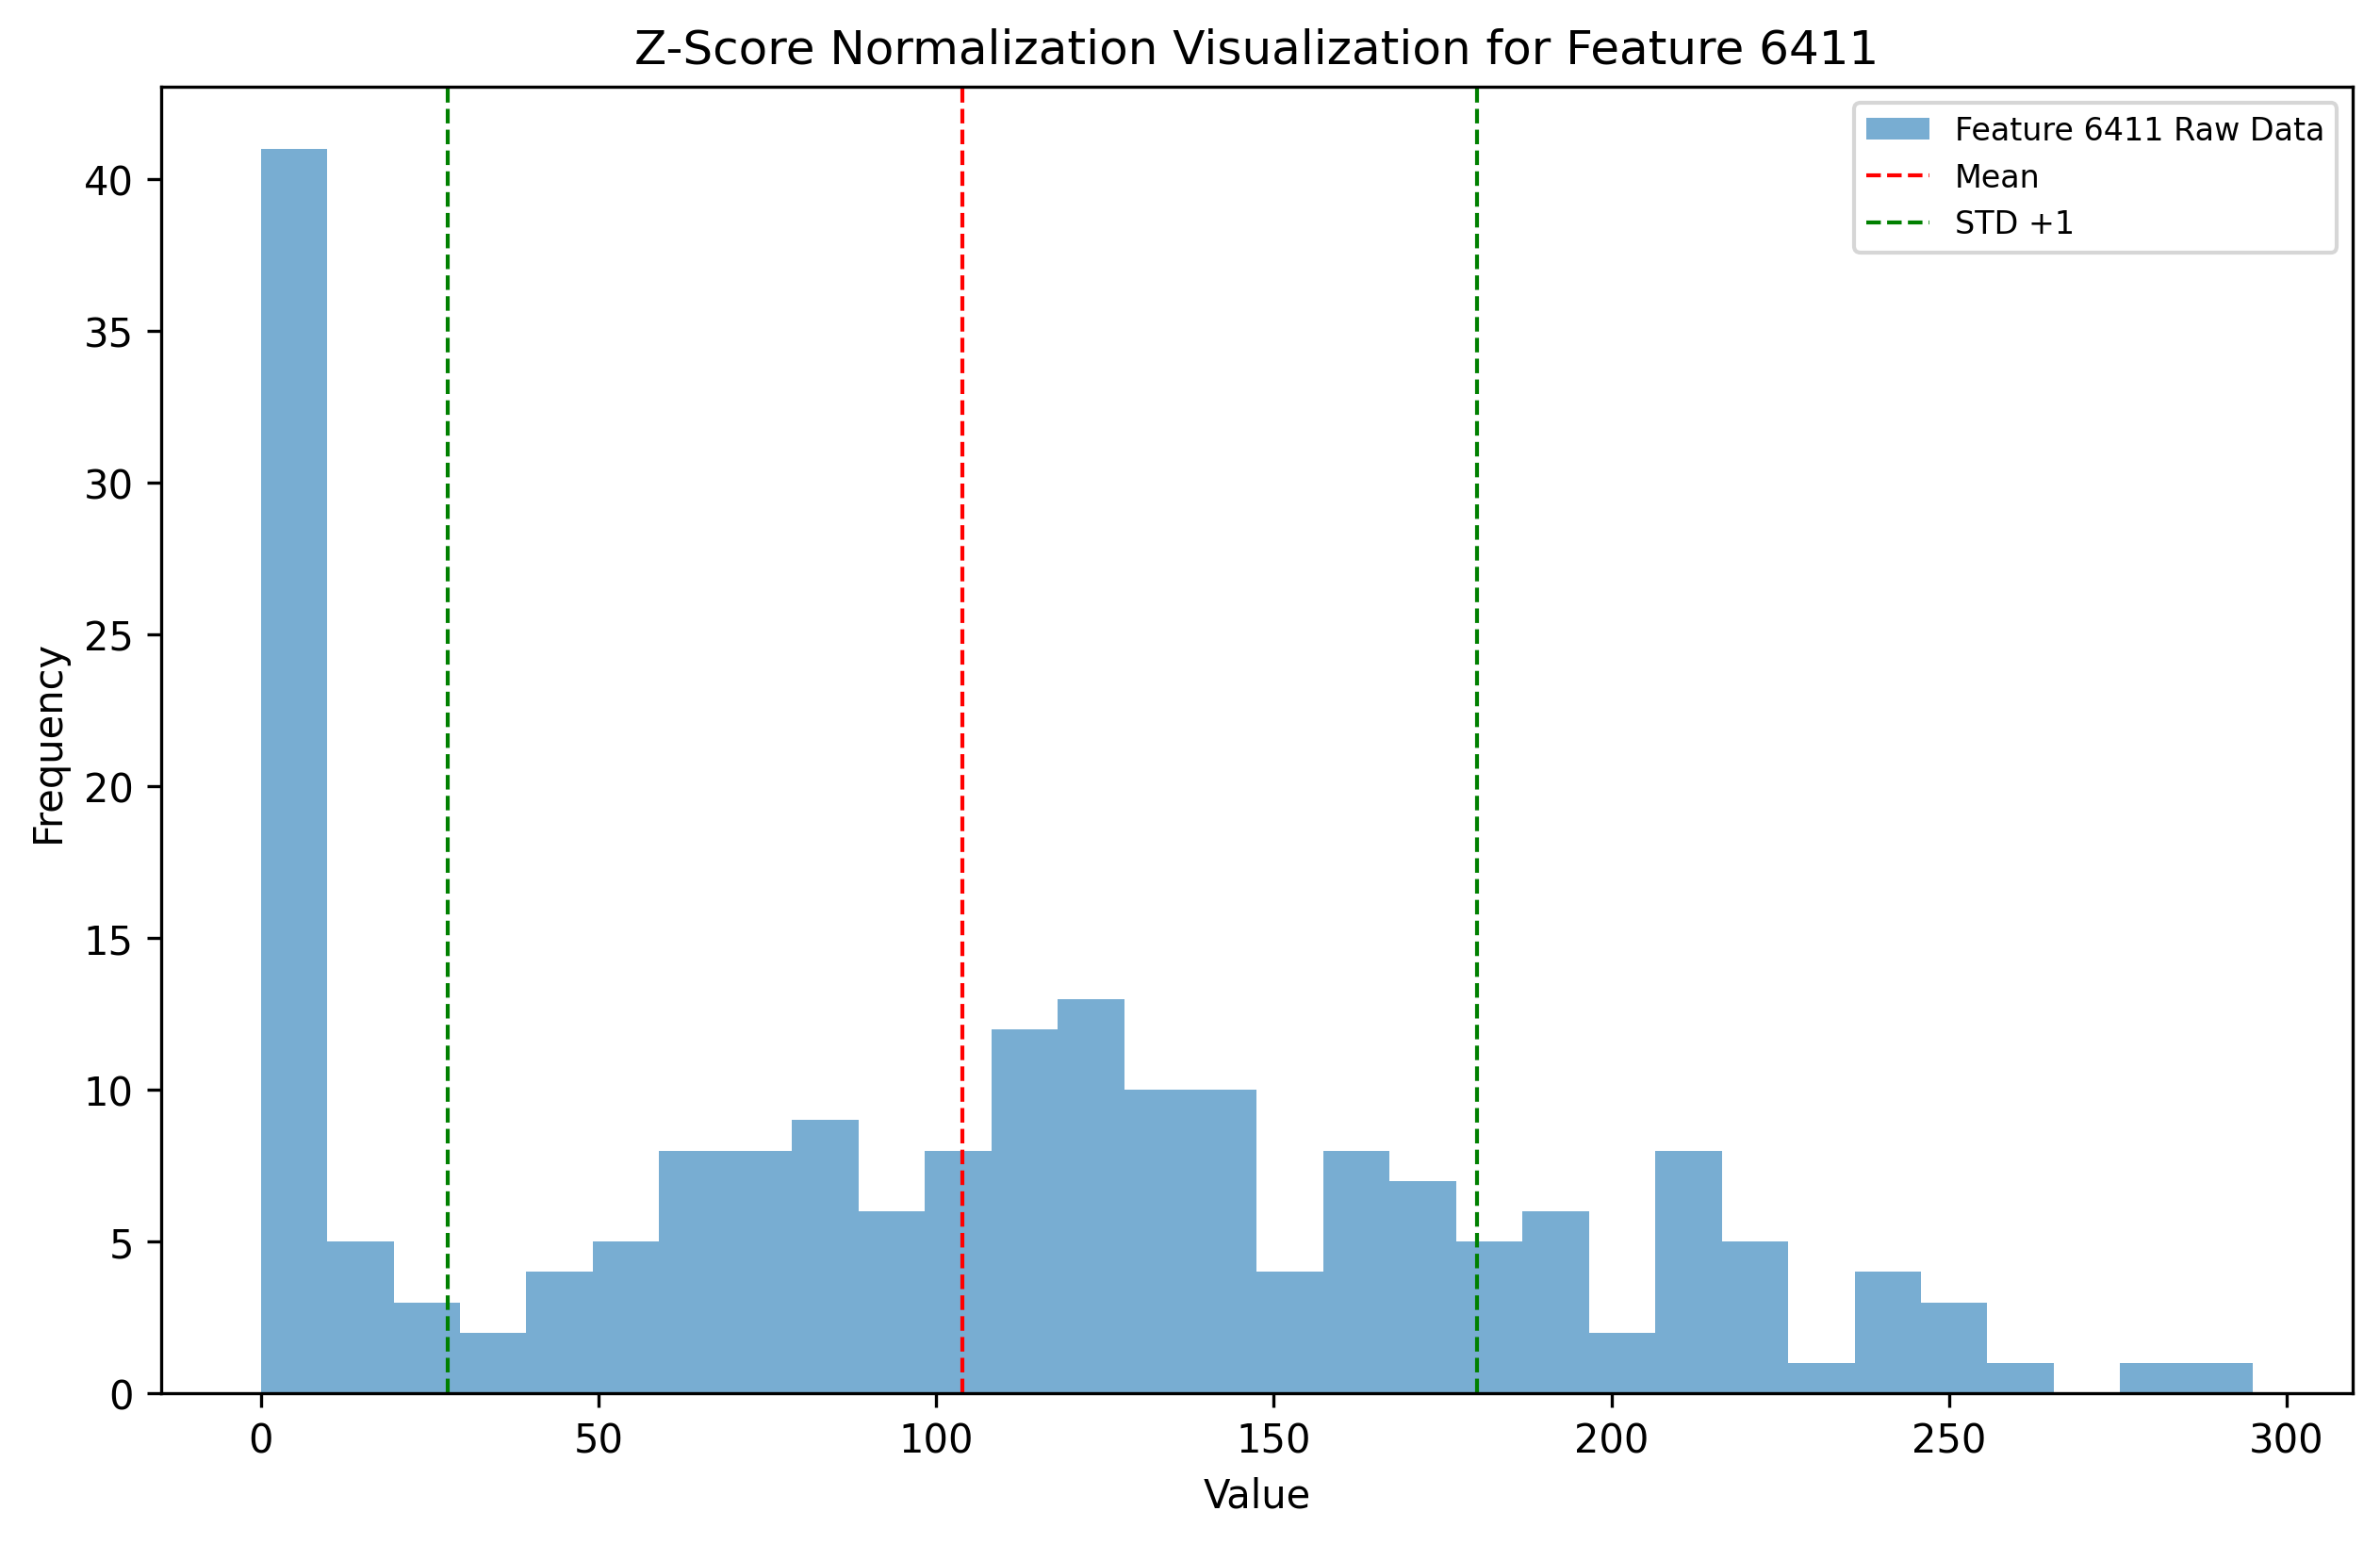 Z-Score Normalization Visualization for Feature 6411
Feature 6411 Raw Data
Mean
STD +1
40
35
30
25
20
15
10
5
0
Frequency
0 50 100 150 200 250 300
Value